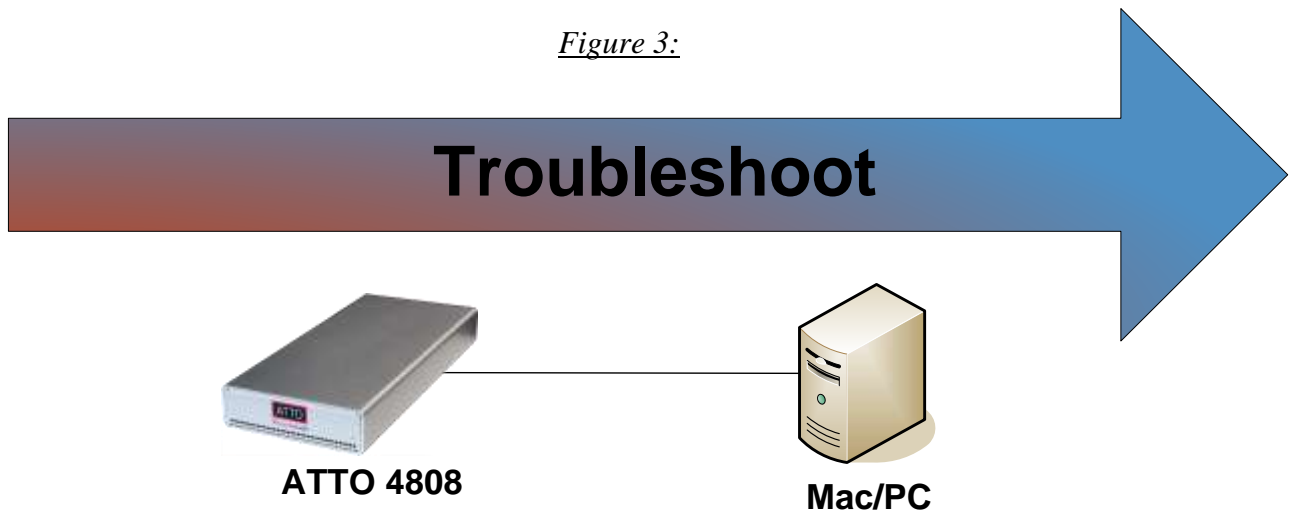 Figure 3:
Troubleshoot
ATTO
ATTO 4808
Mac/PC